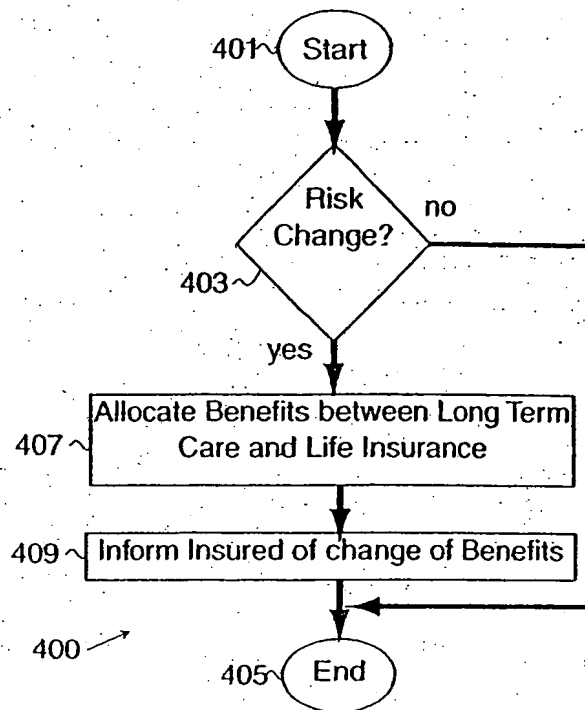 401 Start
Risk
Change?
no
403
yes
Allocate Benefits between Long Term
Care and Life Insurance
407
409 Inform Insured of change of Benefits
400
405 End